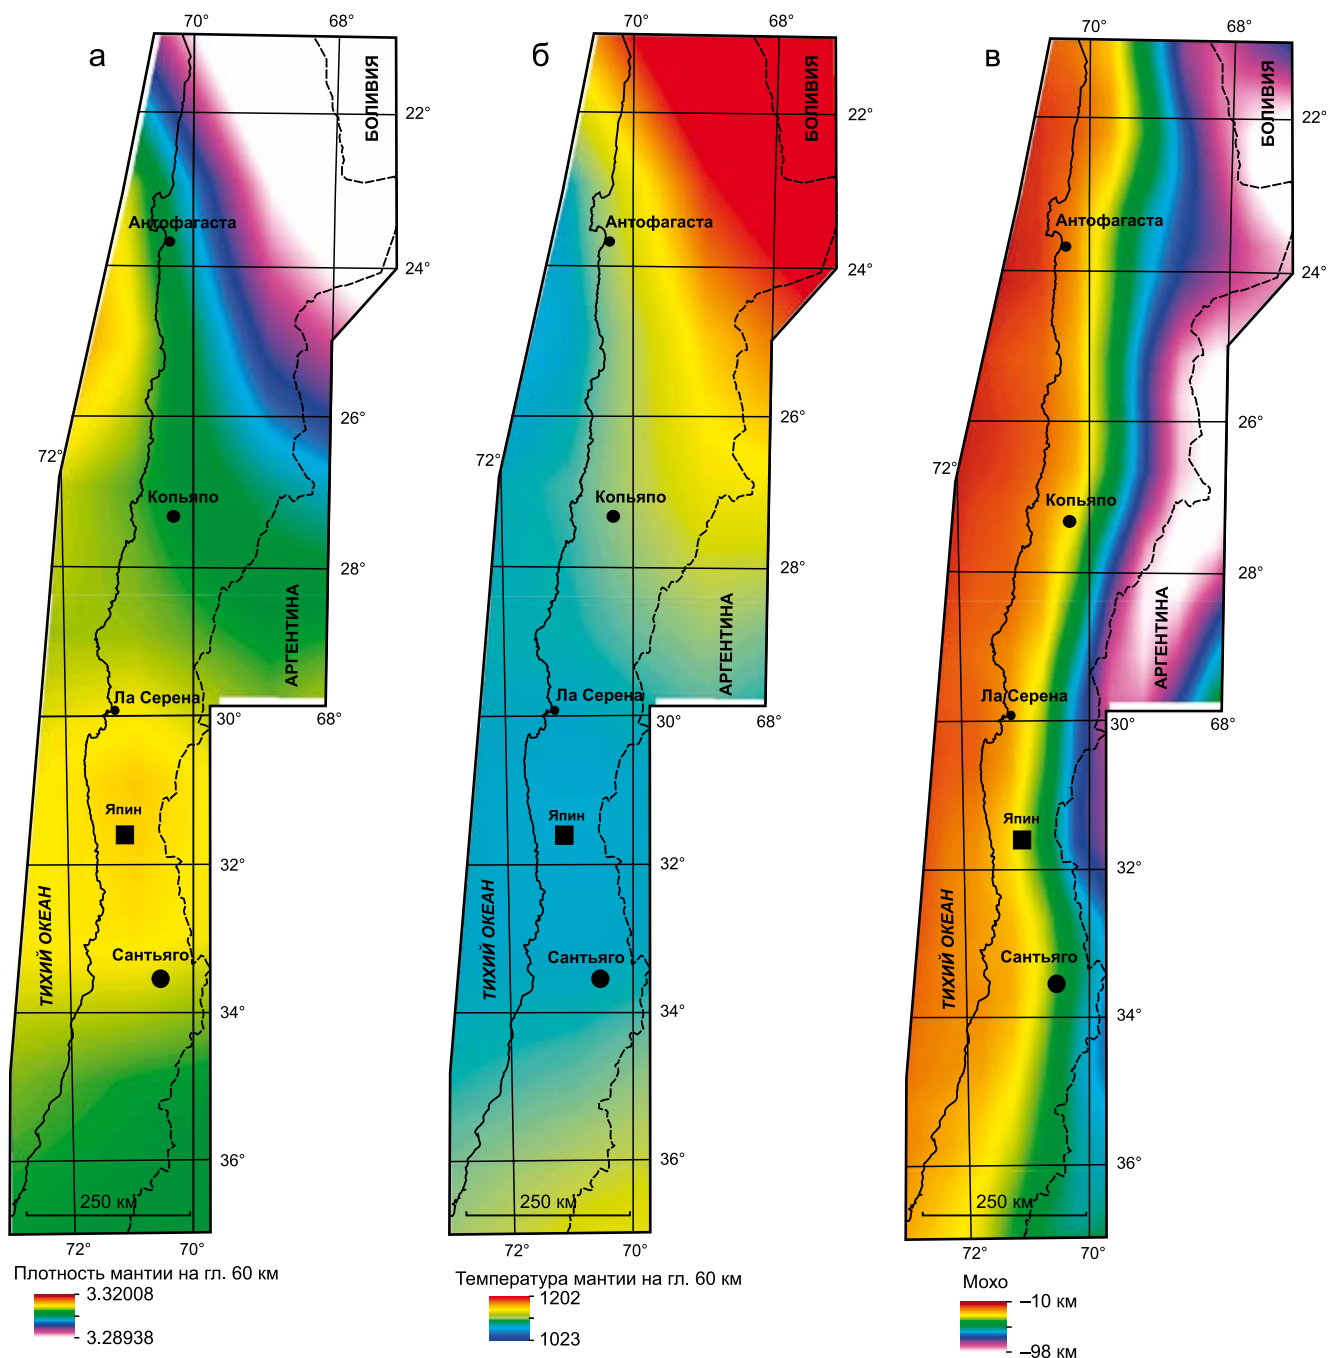 а
70°
68°
БОЛИВИЯ
22°
Антофагаста
24°
26°
72°
Копьяпо
28°
АРГЕНТИНА
Ла Серена
30°
68°
Япин
32°
ТИХИЙ ОКЕАН
Сантьяго
34°
36°
250 км
72°
70°
Плотность мантии на гл. 60 км
3.32008
3.28938
б
70°
68°
БОЛИВИЯ
22°
Антофагаста
24°
26°
72°
Копьяпо
28°
АРГЕНТИНА
Ла Серена
30°
68°
Япин
32°
ТИХИЙ ОКЕАН
Сантьяго
34°
36°
250 км
72°
70°
Температура мантии на гл. 60 км
1202
1023
в
70°
68°
БОЛИВИЯ
22°
Антофагаста
24°
26°
72°
Копьяпо
28°
АРГЕНТИНА
Ла Серена
30°
68°
Япин
32°
ТИХИЙ ОКЕАН
Сантьяго
34°
36°
250 км
72°
70°
Мохо
–10 км
–98 км